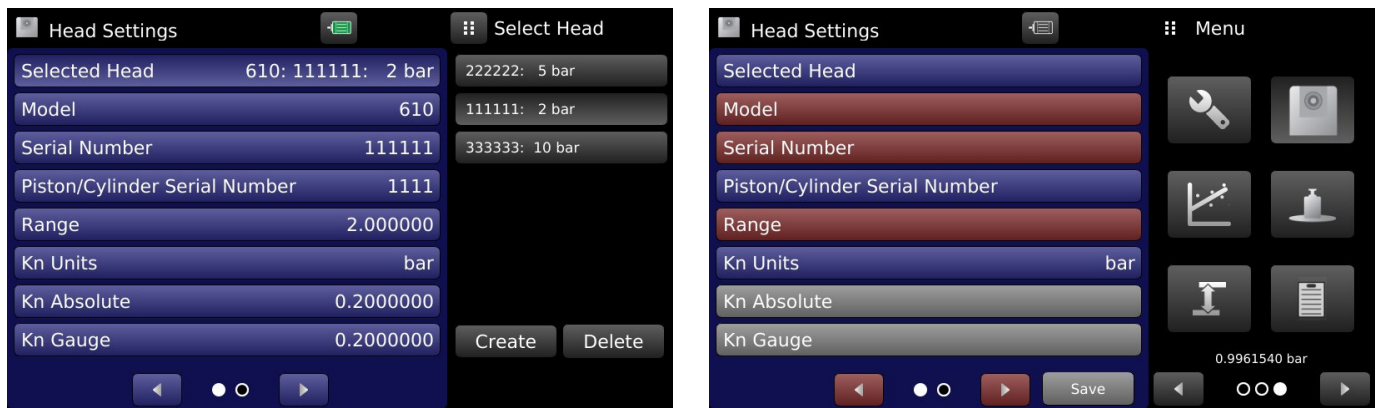 Head Settings
Selected Head 610: 111111: 2 bar
Model 610
Serial Number 111111
Piston/Cylinder Serial Number 1111
Range 2.000000
Kn Units bar
Kn Absolute 0.2000000
Kn Gauge 0.2000000
Select Head
222222: 5 bar
111111: 2 bar
333333: 10 bar
Create Delete
Head Settings
Selected Head
Model
Serial Number
Piston/Cylinder Serial Number
Range
Kn Units bar
Kn Absolute
Kn Gauge
Save
Menu
0.9961540 bar